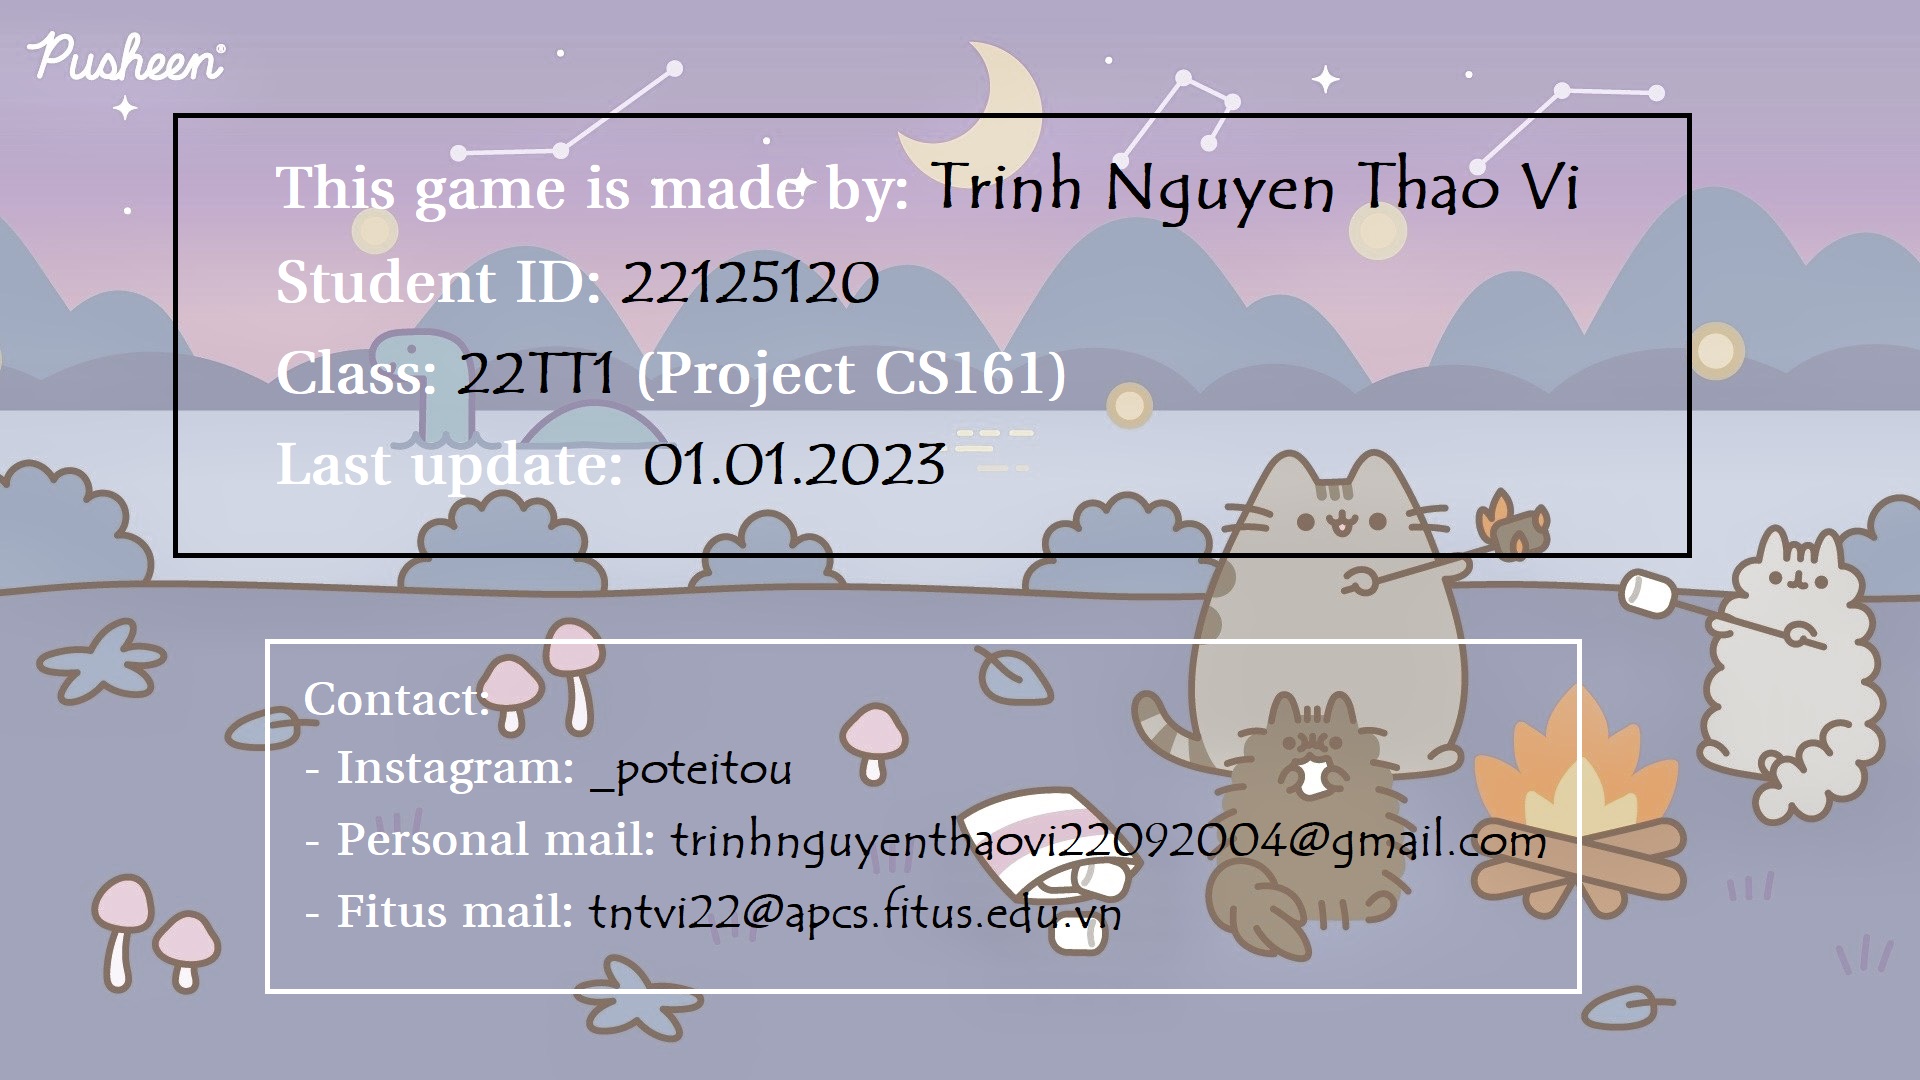 Pusheen®
This game is made by: Trinh Nguyen Thao Vi
Student ID: 22125120
Class: 22TT1 (Project CS161)
Last update: 01.01.2023
Contact:
- Instagram: _poteitou
- Personal mail: trinhnguyenthaovi22092004@gmail.com
- Fitus mail: tntvi22@apcs.fitus.edu.vn